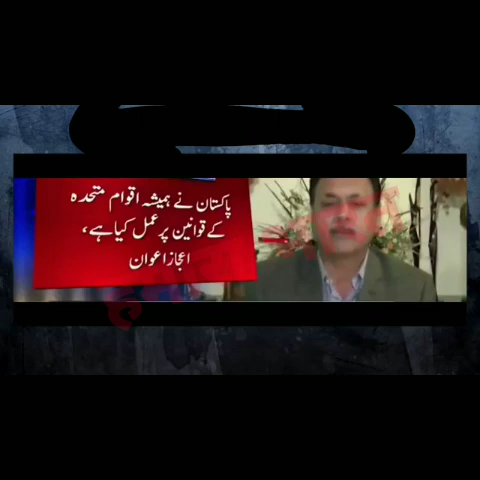 پاکستان نے ہمیشہ اقوام متحدہ
کے قوانین پر عمل کیا ہے،
اعجاز اعوان